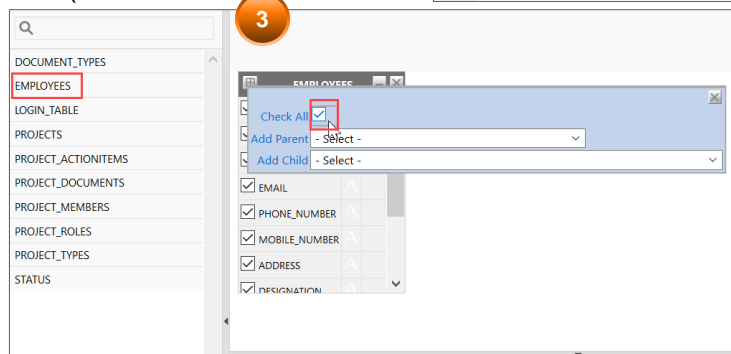 3
DOCUMENT_TYPES
EMPLOYEES
LOGIN_TABLE
PROJECTS
PROJECT_ACTIONITEMS
PROJECT_DOCUMENTS
PROJECT_MEMBERS
PROJECT_ROLES
PROJECT_TYPES
STATUS
EMPLOYEES
Check All
Add Parent - Select -
Add Child - Select -
EMAIL A
PHONE_NUMBER A
MOBILE_NUMBER A
ADDRESS A
DESIGNATION A